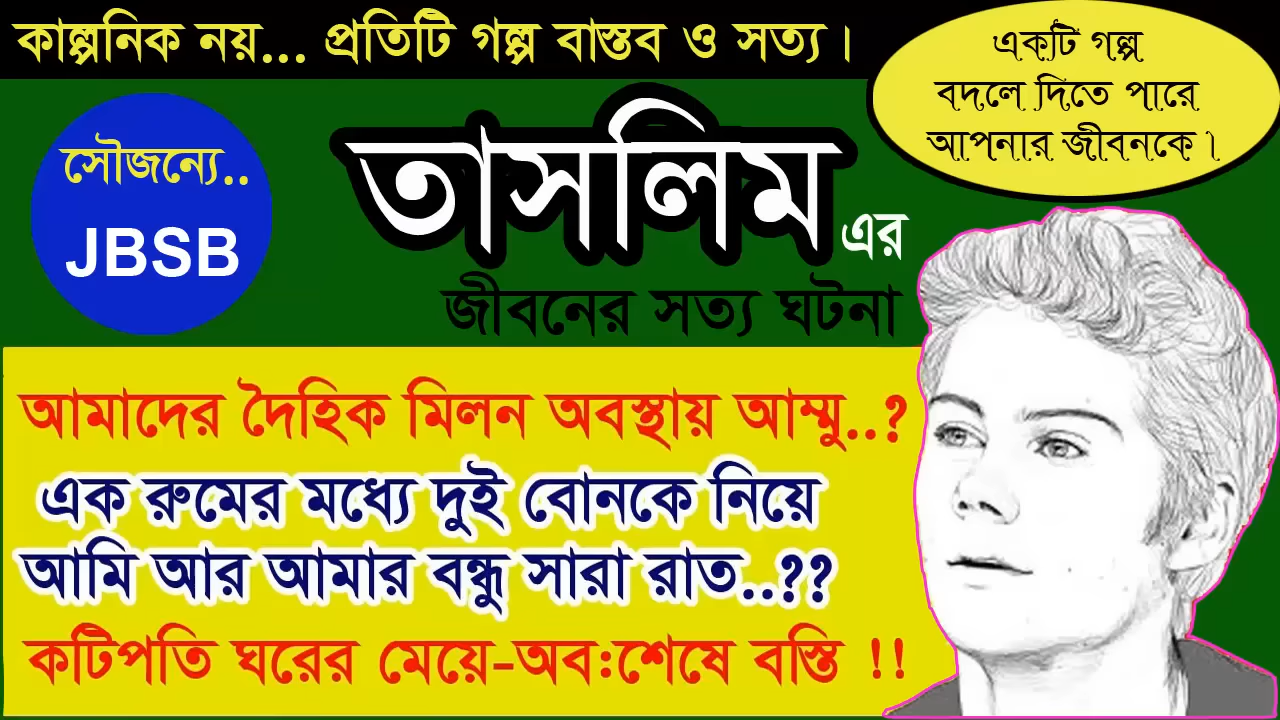 কাল্পনিক নয়... প্রতিটি গল্প বাস্তব ও সত্য।
একটি গল্প
বদলে দিতে পারে
আপনার জীবনকে।
সৌজন্যে..
JBSB
তাসলিম এর
জীবনের সত্য ঘটনা
আমাদের দৈহিক মিলন অবস্থায় আম্মু..?
এক রুমের মধ্যে দুই বোনকে নিয়ে
আমি আর আমার বন্ধু সারা রাত..??
কটিপতি ঘরের মেয়ে-অব:শেষে বস্তি !!